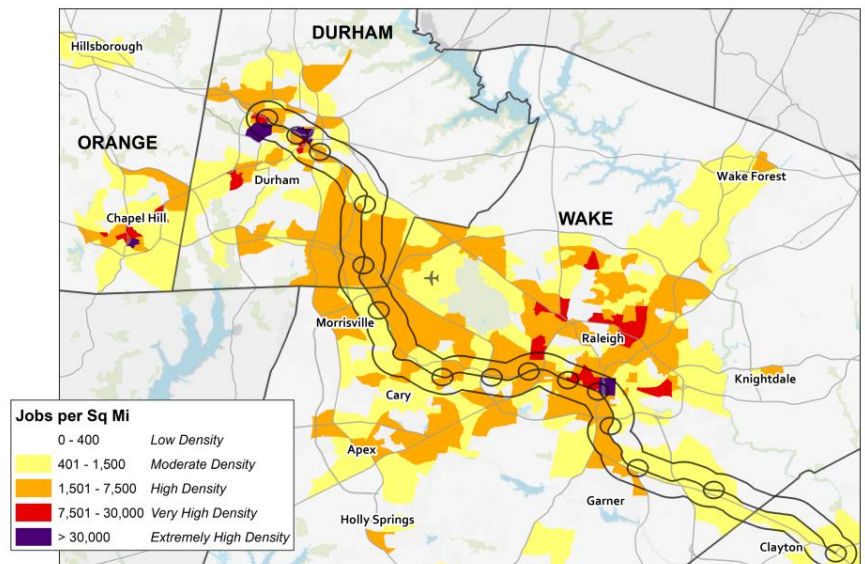 DURHAM
Hillsborough
ORANGE
Durham
Wake Forest
Chapel Hill
WAKE
Morrisville
Raleigh
Knightdale
Cary
Apex
Garner
Holly Springs
Clayton
Jobs per Sq Mi
0 - 400 Low Density
401 - 1,500 Moderate Density
1,501 - 7,500 High Density
7,501 - 30,000 Very High Density
> 30,000 Extremely High Density